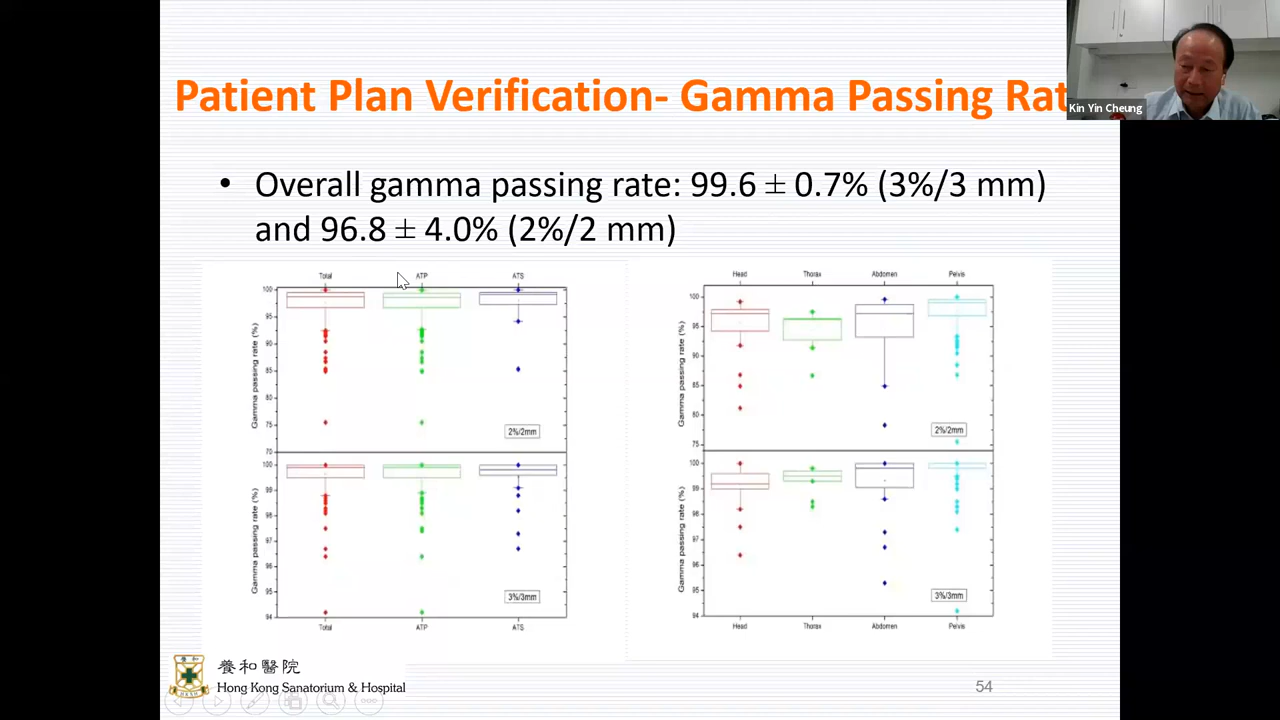 Patient Plan Verification- Gamma Passing Rat
Kin Yin Cheung
• Overall gamma passing rate: 99.6 ± 0.7% (3%/3 mm)
and 96.8 ± 4.0% (2%/2 mm)
Total ATP ATS
Gamma passing rate (%)
100
95
90
85
80
75
70
2%/2mm
Gamma passing rate (%)
100
99
98
97
96
95
94
3%/3mm
Total ATP ATS
Head Thorax Abdomen Pelvis
Gamma passing rate (%)
100
95
90
85
80
75
2%/2mm
Gamma passing rate (%)
100
99
98
97
96
95
94
3%/3mm
Head Thorax Abdomen Pelvis
養和醫院
Hong Kong Sanatorium & Hospital
54